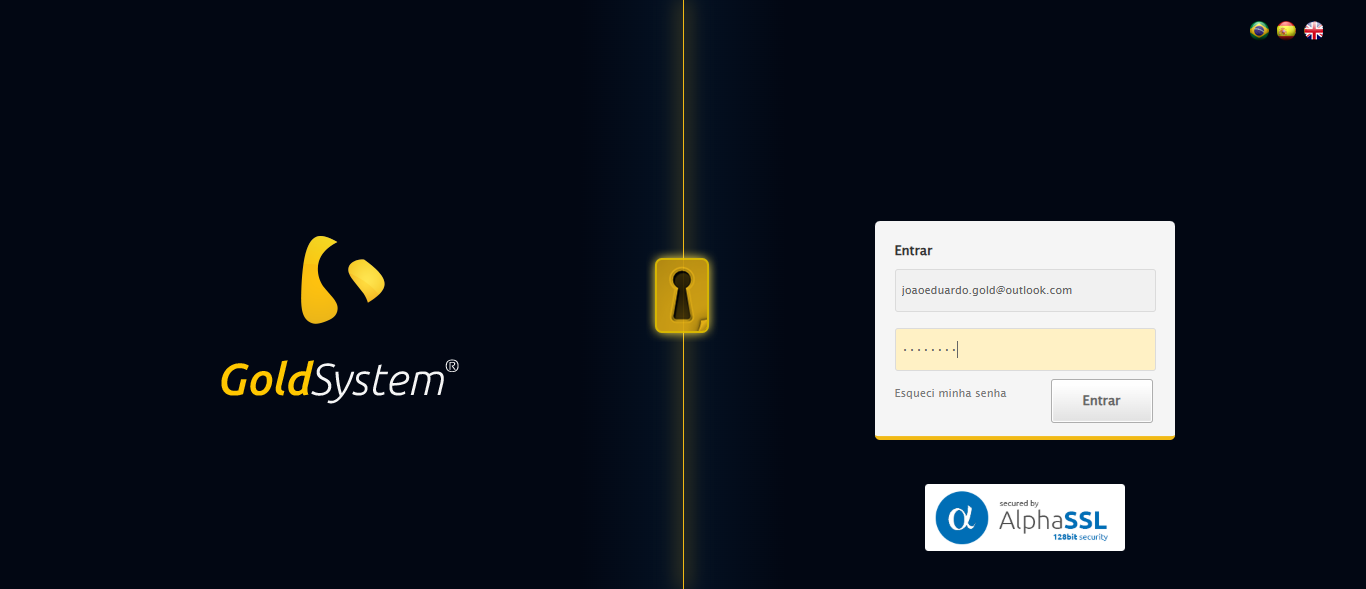 GoldSystem®
Entrar
joaoeduardo.gold@outlook.com
········
Esqueci minha senha
Entrar
secured by
AlphaSSL
128bit security